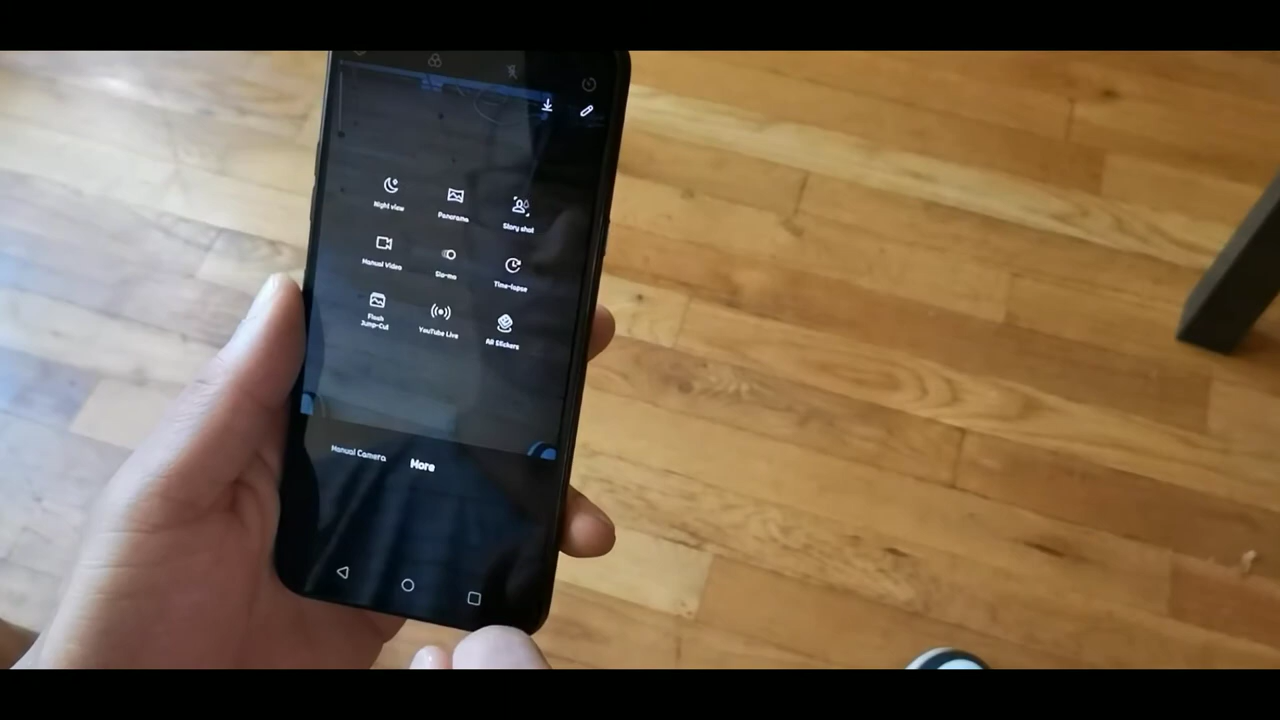 Night view
Panorama
Story shot
Manual Video
Slo-mo
Time-lapse
Flash
Jump-Cut
YouTube Live
AR Stickers
Manual Camera
More